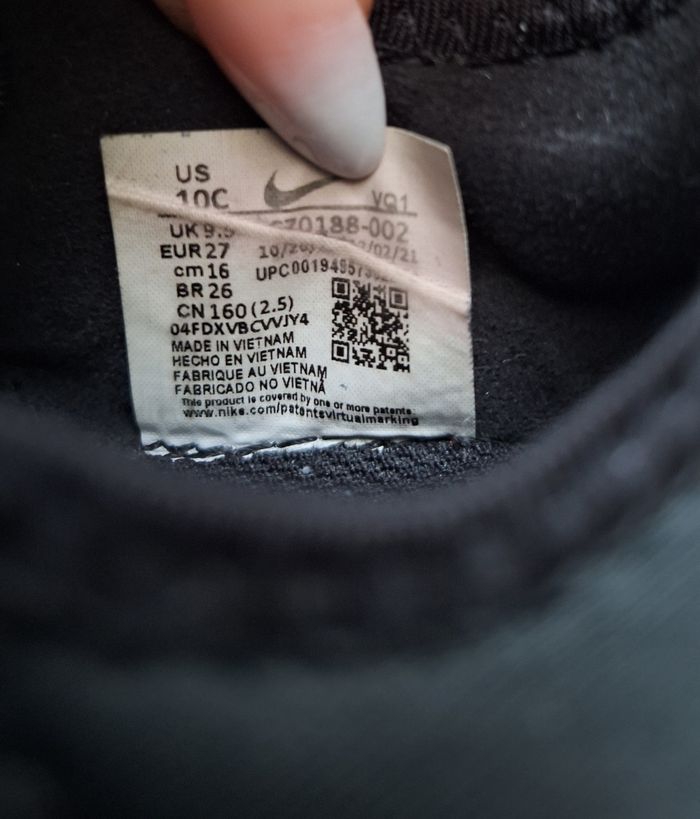 US
10C
VQ1
UK 9.5
CZ0188-002
EUR 27
cm 16
BR 26
CN 160 (2.5)
04FDXVBCVVJY4
MADE IN VIETNAM
HECHO EN VIETNAM
FABRIQUE AU VIETNAM
FABRICADO NO VIETNÃ
This product is covered by one or more patents.
www.nike.com/patentsvirtualmarking